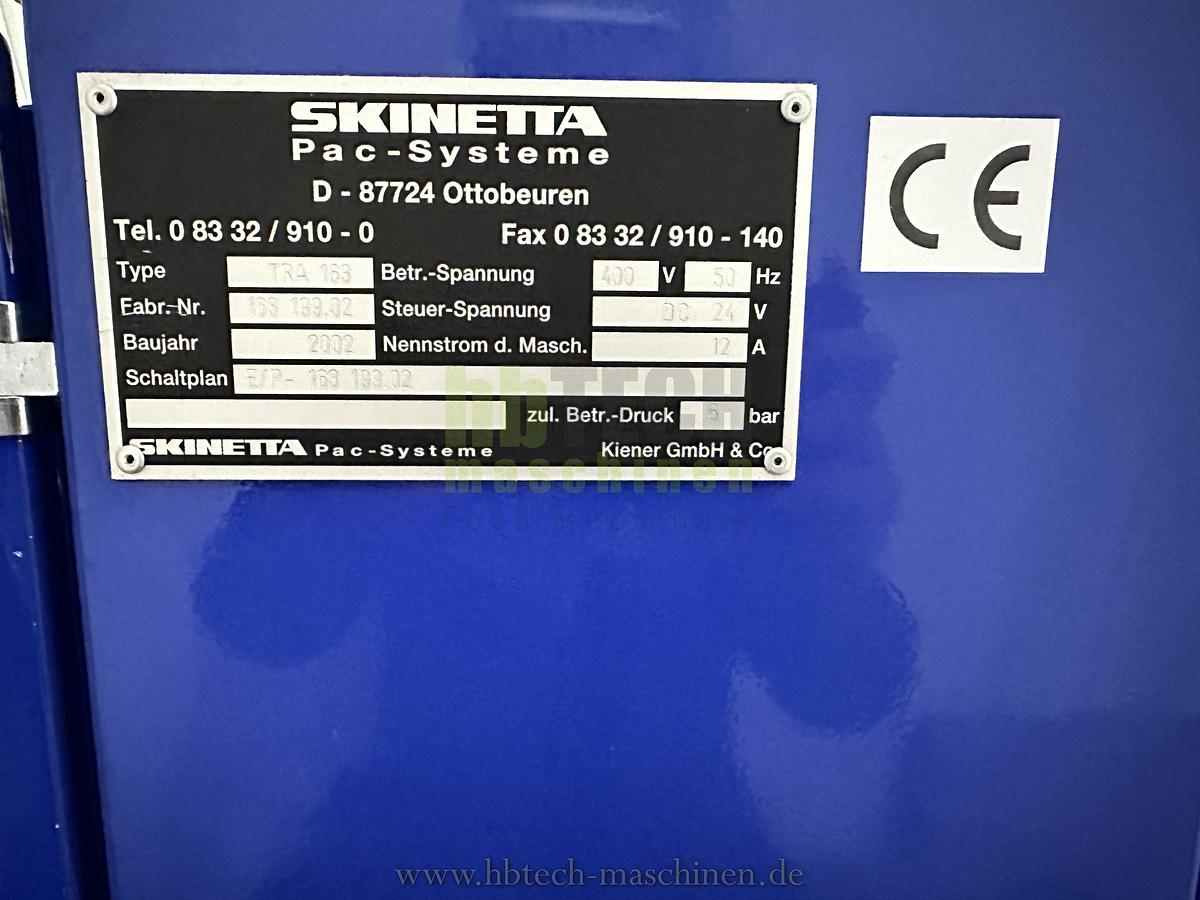 SKINETTA
Pac-Systeme
D - 87724 Ottobeuren
Tel. 0 83 32 / 910 - 0 Fax 0 83 32 / 910 - 140
Type TRA 163 Betr.-Spannung 400 V 50 Hz
Fabr.-Nr. 163 199.02 Steuer-Spannung DC 24 V
Baujahr 2002 Nennstrom d. Masch. 12 A
Schaltplan E/P- 163 199.02
zul. Betr.-Druck bar
SKINETTA Pac-Systeme Kiener GmbH & Co
CE
hbTECH
maschinen
Food Machinery
www.hbtech-maschinen.de